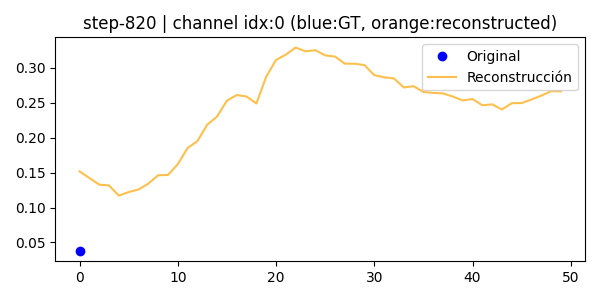 step-820 | channel idx:0 (blue:GT, orange:reconstructed)
Original
Reconstrucción
0.30
0.25
0.20
0.15
0.10
0.05
0 10 20 30 40 50